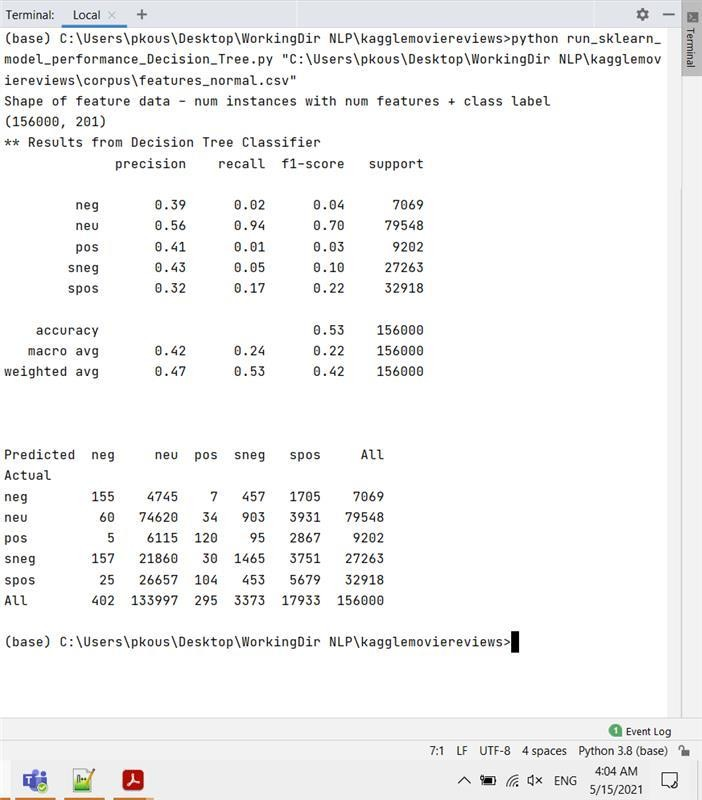 Terminal: Local × +
(base) C:\Users\pkous\Desktop\WorkingDir NLP\kagglemoviereviews>python run_sklearn_
model_performance_Decision_Tree.py "C:\Users\pkous\Desktop\WorkingDir NLP\kagglemov
iereviews\corpus\features_normal.csv"
Shape of feature data - num instances with num features + class label
(156000, 201)
** Results from Decision Tree Classifier
precision recall f1-score support
neg 0.39 0.02 0.04 7069
neu 0.56 0.94 0.70 79548
pos 0.41 0.01 0.03 9202
sneg 0.43 0.05 0.10 27263
spos 0.32 0.17 0.22 32918
accuracy 0.53 156000
macro avg 0.42 0.24 0.22 156000
weighted avg 0.47 0.53 0.42 156000
Predicted neg neu pos sneg spos All
Actual
neg 155 4745 7 457 1705 7069
neu 60 74620 34 903 3931 79548
pos 5 6115 120 95 2867 9202
sneg 157 21860 30 1465 3751 27263
spos 25 26657 104 453 5679 32918
All 402 133997 295 3373 17933 156000
(base) C:\Users\pkous\Desktop\WorkingDir NLP\kagglemoviereviews>
Terminal
1 Event Log
7:1 LF UTF-8 4 spaces Python 3.8 (base)
ENG
4:04 AM
5/15/2021